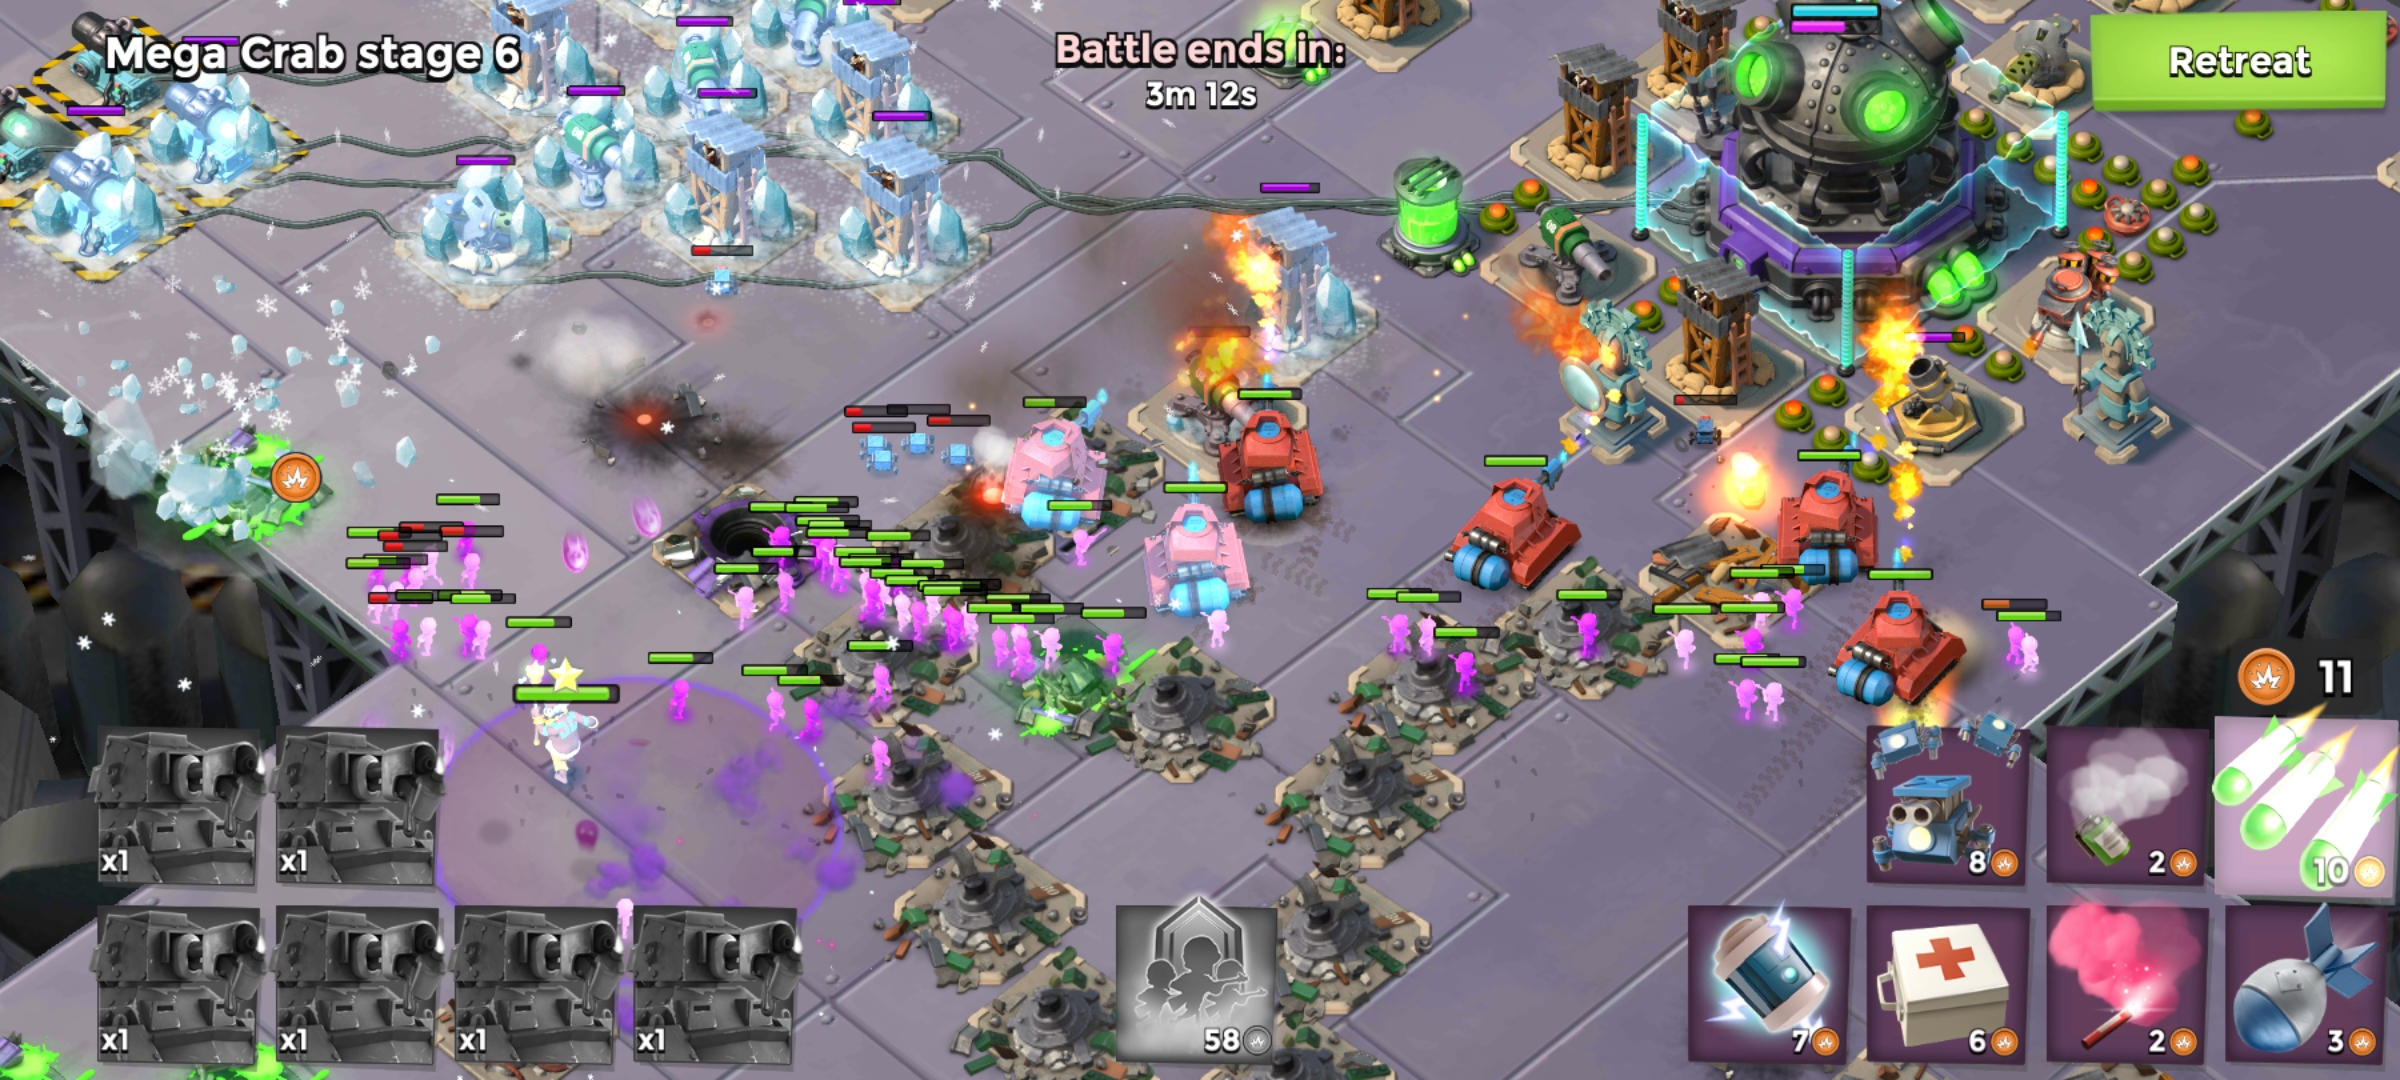 Mega Crab stage 6
Battle ends in:
3m 12s
Retreat
11
8
2
10
x1
x1
x1
x1
x1
x1
58
7
6
2
3